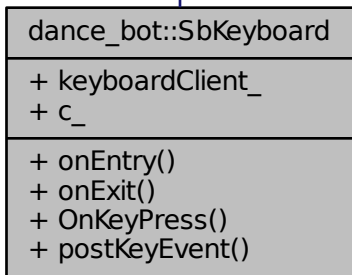 dance_bot::SbKeyboard
+ keyboardClient_
+ c_
+ onEntry()
+ onExit()
+ OnKeyPress()
+ postKeyEvent()